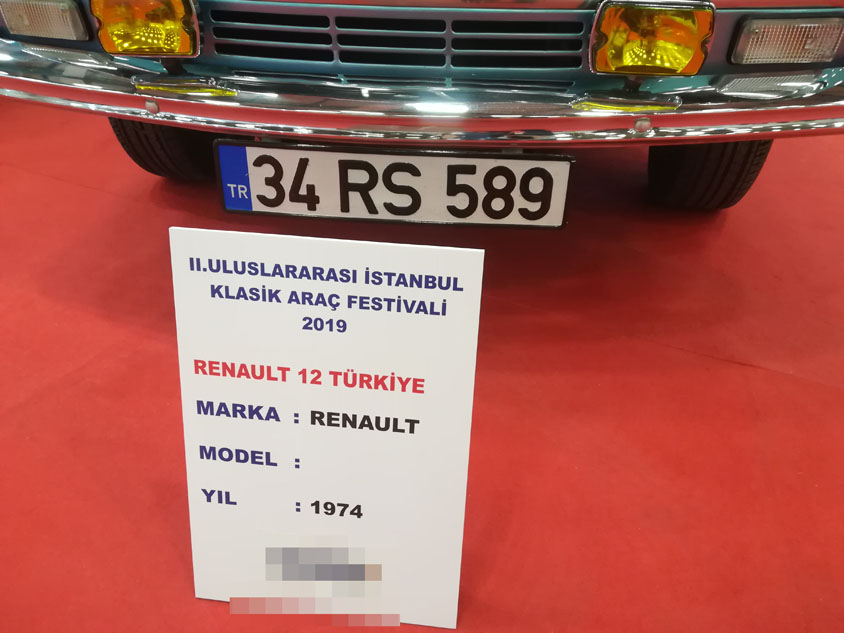 TR 34 RS 589
II.ULUSLARARASI İSTANBUL
KLASİK ARAÇ FESTİVALİ
2019
RENAULT 12 TÜRKİYE
MARKA : RENAULT
MODEL :
YIL : 1974